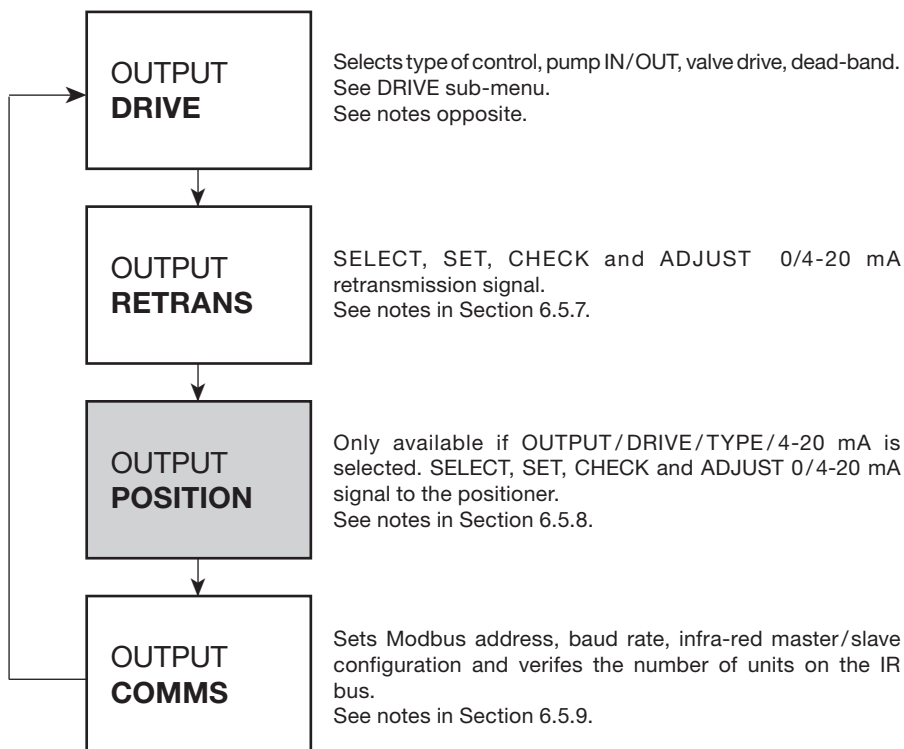 OUTPUT
DRIVE
Selects type of control, pump IN/OUT, valve drive, dead-band.
See DRIVE sub-menu.
See notes opposite.
OUTPUT
RETRANS
SELECT, SET, CHECK and ADJUST 0/4-20 mA
retransmission signal.
See notes in Section 6.5.7.
OUTPUT
POSITION
Only available if OUTPUT/DRIVE/TYPE/4-20 mA is
selected. SELECT, SET, CHECK and ADJUST 0/4-20 mA
signal to the positioner.
See notes in Section 6.5.8.
OUTPUT
COMMS
Sets Modbus address, baud rate, infra-red master/slave
configuration and verifes the number of units on the IR
bus.
See notes in Section 6.5.9.